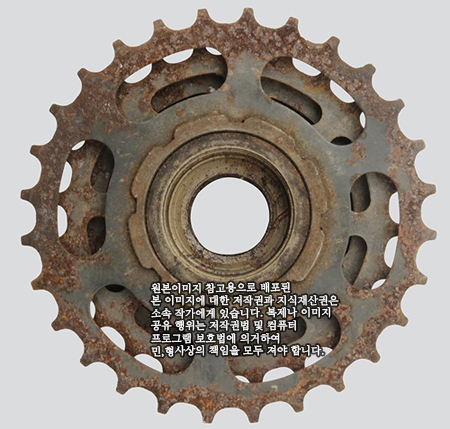 원본이미지 참고용으로 배포된
본 이미지에 대한 저작권과 지식재산권은
소속 작가에게 있습니다. 복제나 이미지
공유 행위는 저작권법 및 컴퓨터
프로그램 보호법에 의거하여
민,형사상의 책임을 모두 져야 합니다.